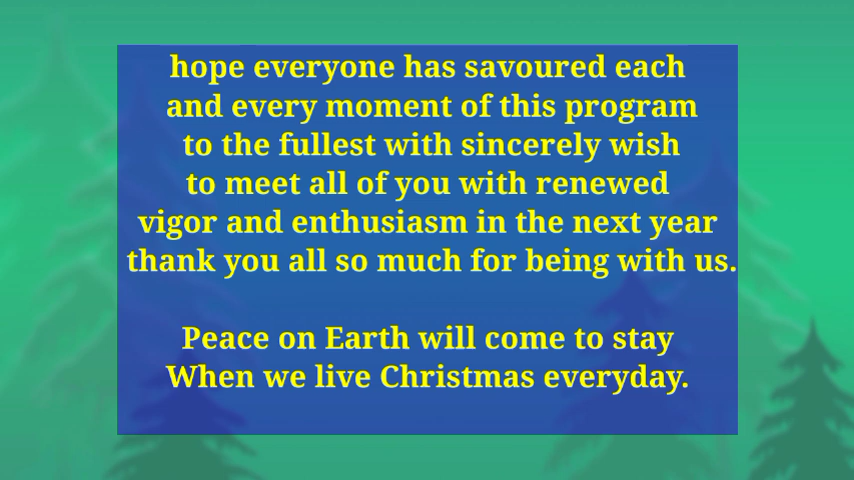 hope everyone has savoured each
and every moment of this program
to the fullest with sincerely wish
to meet all of you with renewed
vigor and enthusiasm in the next year
thank you all so much for being with us.
Peace on Earth will come to stay
When we live Christmas everyday.